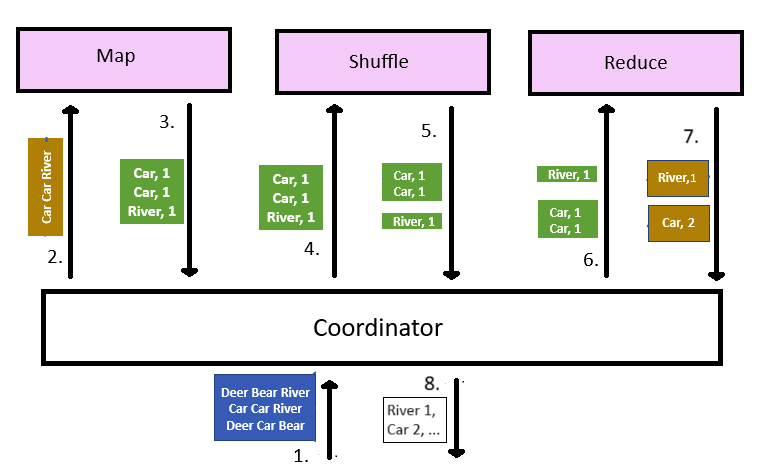 Map
Shuffle
Reduce
3.
5.
7.
Car Car River
Car, 1
Car, 1
River, 1
Car, 1
Car, 1
River, 1
Car, 1
Car, 1
River, 1
River, 1
Car, 1
Car, 1
River,1
Car, 2
2.
4.
6.
Coordinator
Deer Bear River
Car Car River
Deer Car Bear
1.
8.
River 1,
Car 2, ...